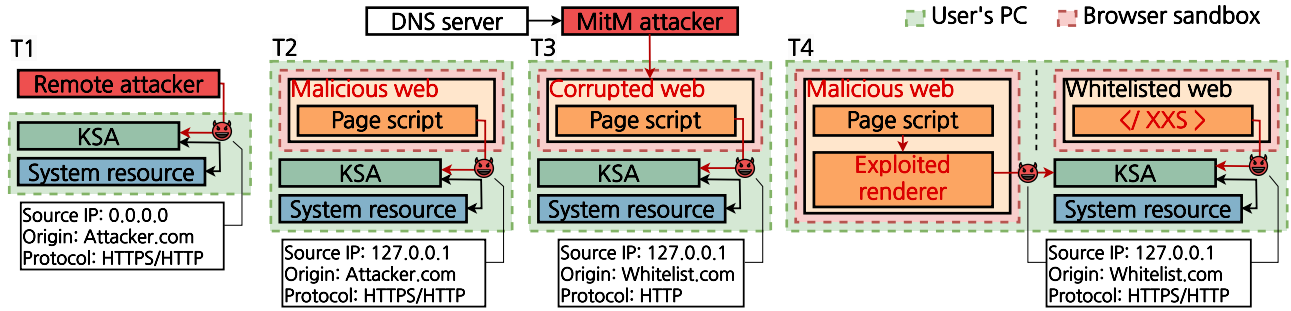 DNS server
MitM attacker
User's PC
Browser sandbox
T1
Remote attacker
KSA
System resource
Source IP: 0.0.0.0
Origin: Attacker.com
Protocol: HTTPS/HTTP
T2
Malicious web
Page script
KSA
System resource
Source IP: 127.0.0.1
Origin: Attacker.com
Protocol: HTTPS/HTTP
T3
Corrupted web
Page script
KSA
System resource
Source IP: 127.0.0.1
Origin: Whitelist.com
Protocol: HTTP
T4
Malicious web
Page script
Exploited
renderer
Whitelisted web
</ XXS >
KSA
System resource
Source IP: 127.0.0.1
Origin: Whitelist.com
Protocol: HTTPS/HTTP